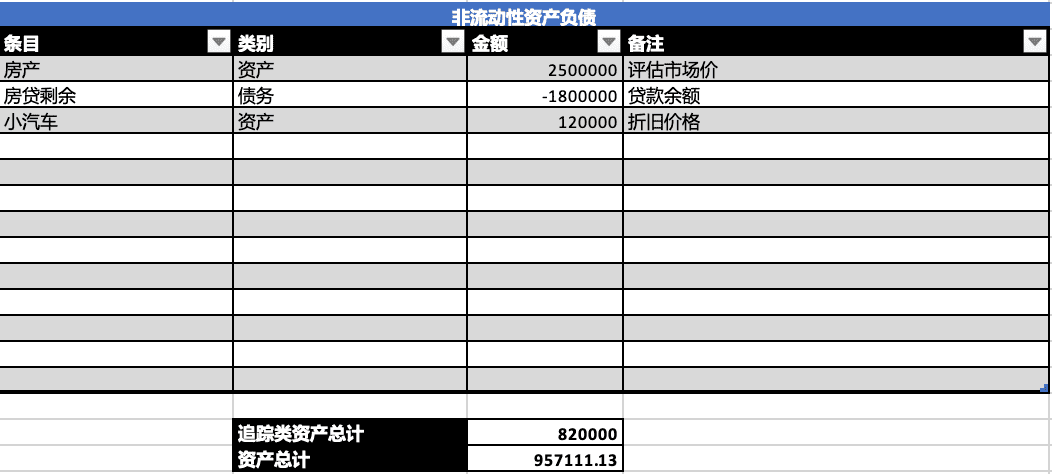 非流动性资产负债
条目 类别 金额 备注
房产 资产 2500000 评估市场价
房贷剩余 债务 -1800000 贷款余额
小汽车 资产 120000 折旧价格
追踪类资产总计 820000
资产总计 957111.13